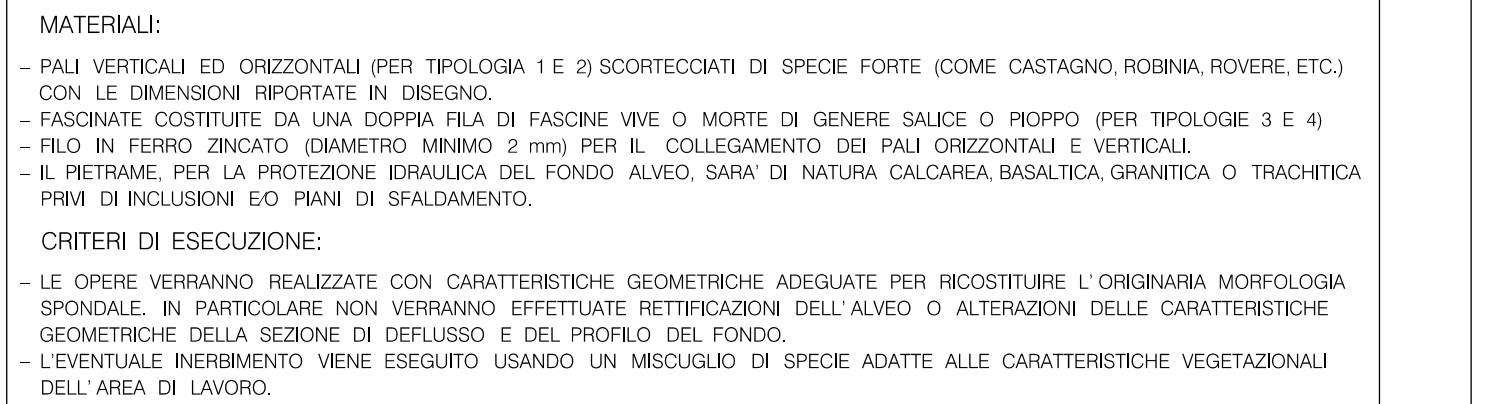 MATERIALI:
– PALI VERTICALI ED ORIZZONTALI (PER TIPOLOGIA 1 E 2) SCORTECCIATI DI SPECIE FORTE (COME CASTAGNO, ROBINIA, ROVERE, ETC.)
CON LE DIMENSIONI RIPORTATE IN DISEGNO.
– FASCINATE COSTITUITE DA UNA DOPPIA FILA DI FASCINE VIVE O MORTE DI GENERE SALICE O PIOPPO (PER TIPOLOGIE 3 E 4)
– FILO IN FERRO ZINCATO (DIAMETRO MINIMO 2 mm) PER IL COLLEGAMENTO DEI PALI ORIZZONTALI E VERTICALI.
– IL PIETRAME, PER LA PROTEZIONE IDRAULICA DEL FONDO ALVEO, SARA' DI NATURA CALCAREA, BASALTICA, GRANITICA O TRACHITICA
PRIVI DI INCLUSIONI E/O PIANI DI SFALDAMENTO.
CRITERI DI ESECUZIONE:
– LE OPERE VERRANNO REALIZZATE CON CARATTERISTICHE GEOMETRICHE ADEGUATE PER RICOSTITUIRE L' ORIGINARIA MORFOLOGIA
SPONDALE. IN PARTICOLARE NON VERRANNO EFFETTUATE RETTIFICAZIONI DELL' ALVEO O ALTERAZIONI DELLE CARATTERISTICHE
GEOMETRICHE DELLA SEZIONE DI DEFLUSSO E DEL PROFILO DEL FONDO.
– L'EVENTUALE INERBIMENTO VIENE ESEGUITO USANDO UN MISCUGLIO DI SPECIE ADATTE ALLE CARATTERISTICHE VEGETAZIONALI
DELL' AREA DI LAVORO.